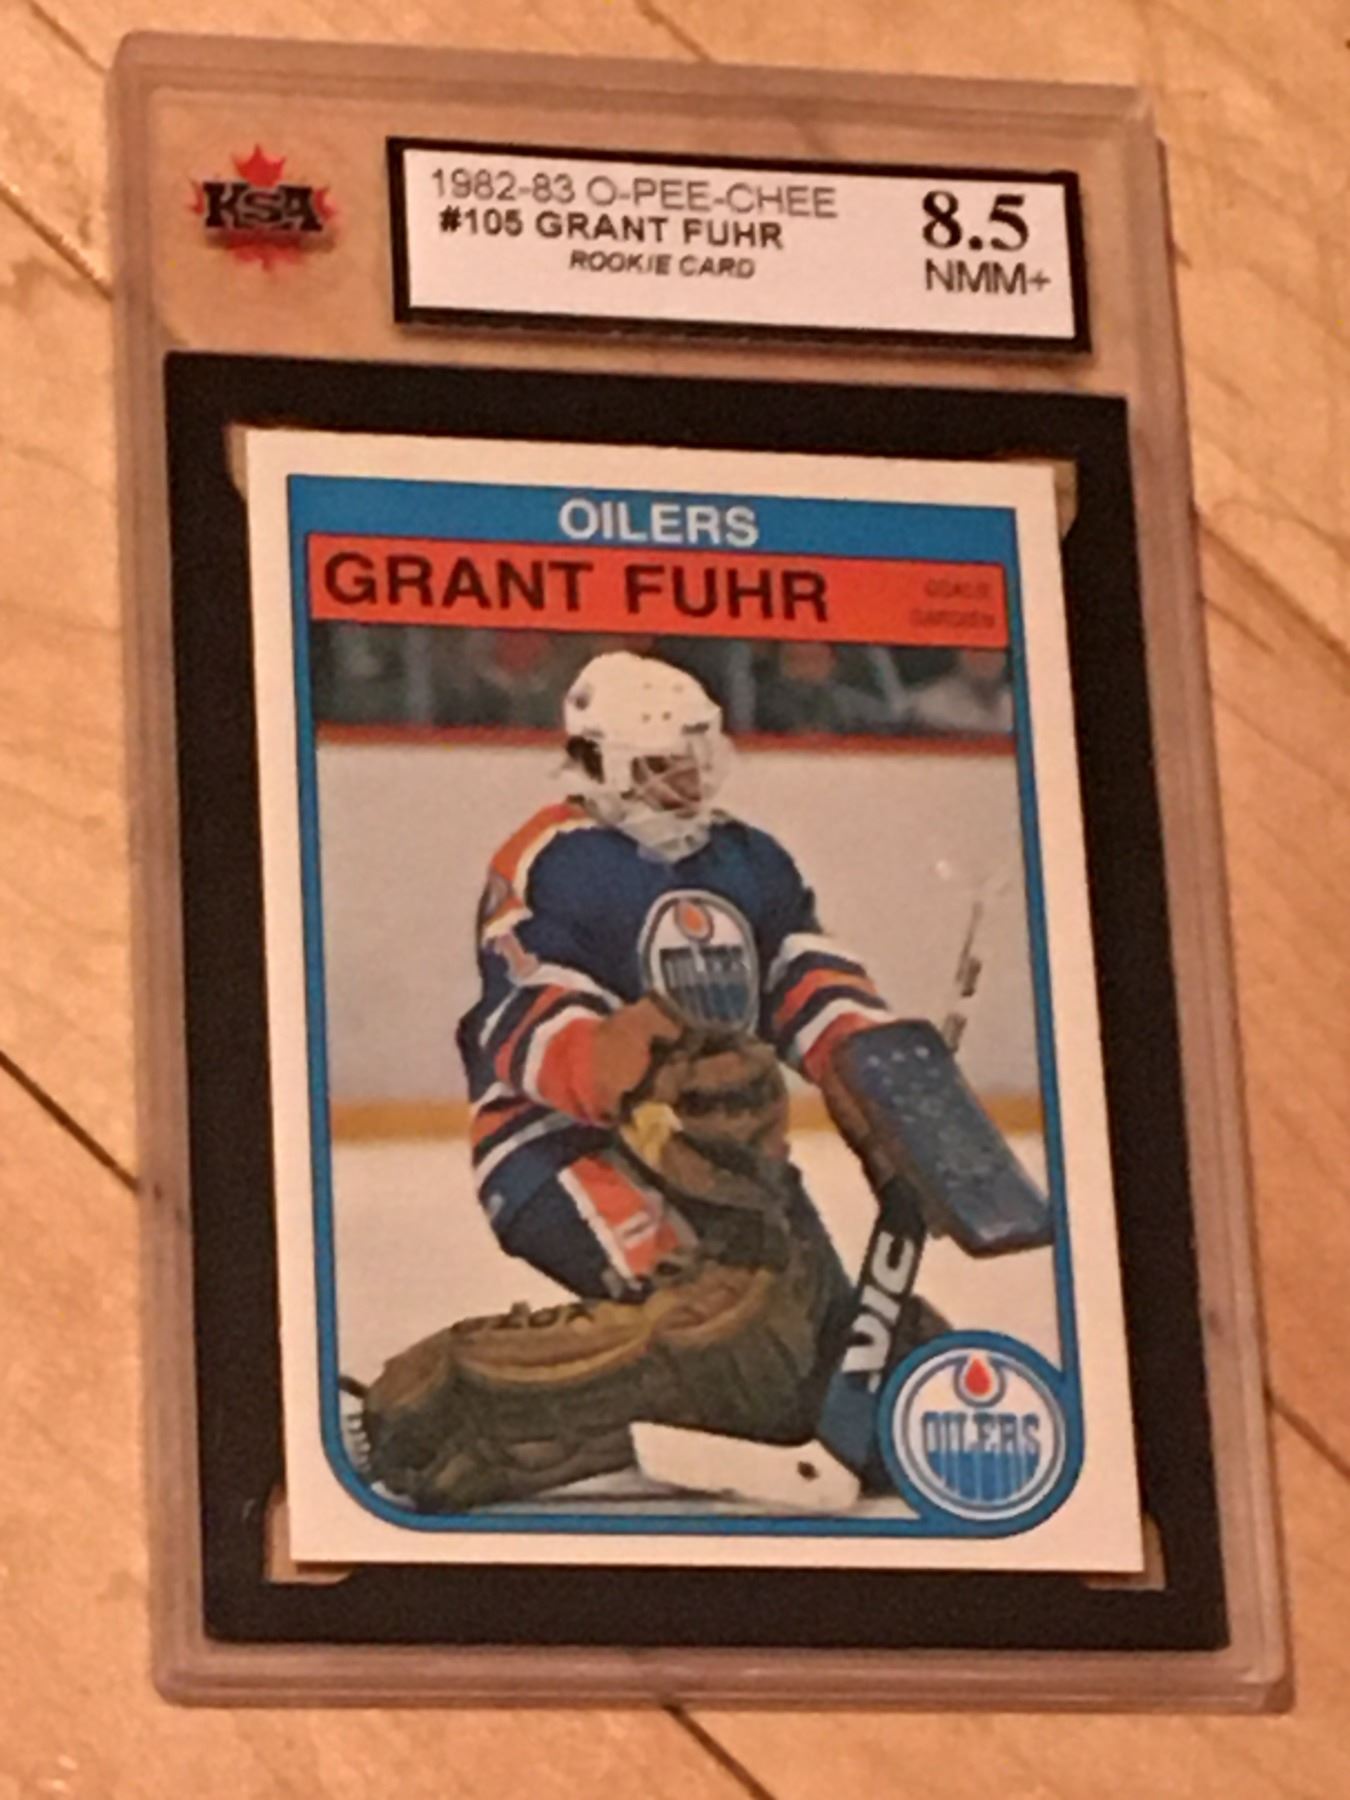 KSA
1982-83 O-PEE-CHEE
#105 GRANT FUHR
ROOKIE CARD
8.5
NMM+
OILERS
GRANT FUHR
GOALIE
GARDIEN
OILERS
VIC
OILERS